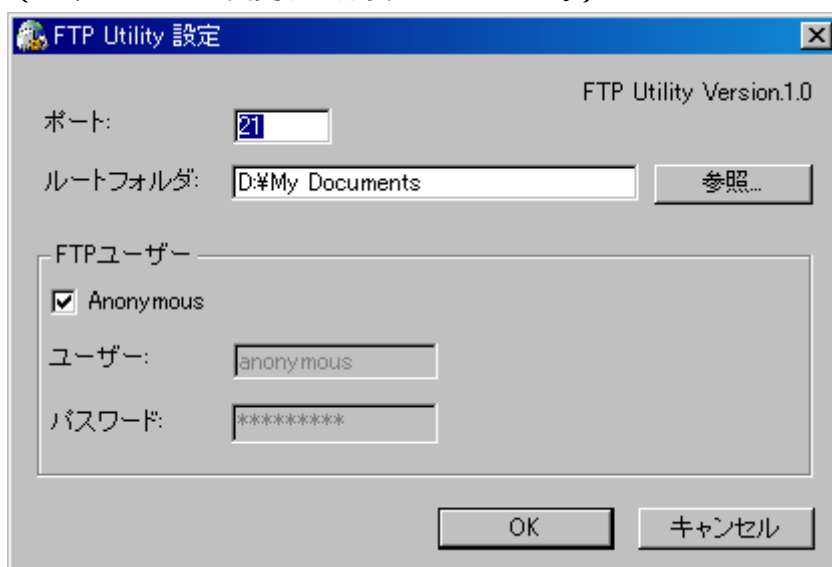 FTP Utility 設定
FTP Utility Version.1.0
ポート: 21
ルートフォルダ: D:¥My Documents 参照...
FTPユーザー
Anonymous
ユーザー: anonymous
パスワード: *********
OK キャンセル